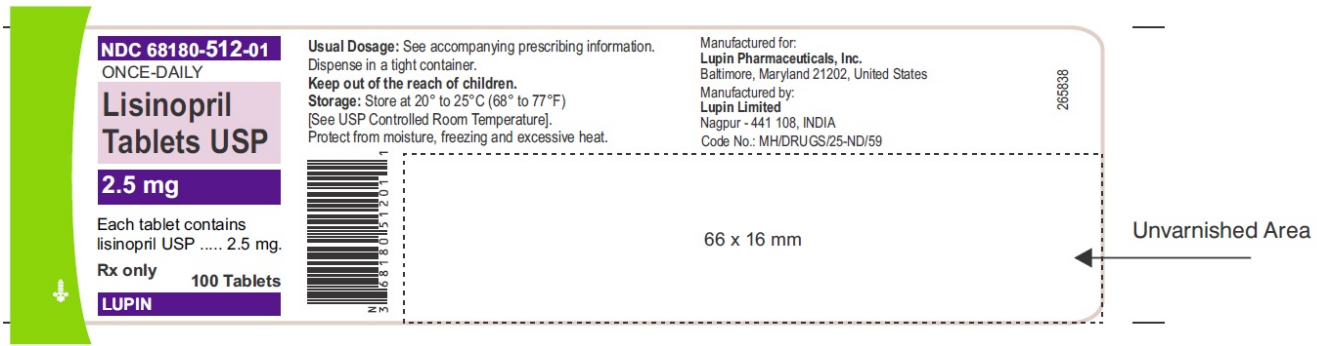 NDC 68180-512-01
ONCE-DAILY
Lisinopril
Tablets USP
2.5 mg
Each tablet contains
lisinopril USP ..... 2.5 mg.
Rx only
100 Tablets
LUPIN
Usual Dosage: See accompanying prescribing information.
Dispense in a tight container.
Keep out of the reach of children.
Storage: Store at 20° to 25°C (68° to 77°F)
[See USP Controlled Room Temperature].
Protect from moisture, freezing and excessive heat.
N
3 68180 51201 1
Manufactured for:
Lupin Pharmaceuticals, Inc.
Baltimore, Maryland 21202, United States
Manufactured by:
Lupin Limited
Nagpur - 441 108, INDIA
Code No.: MH/DRUGS/25-ND/59
265838
66 x 16 mm
Unvarnished Area